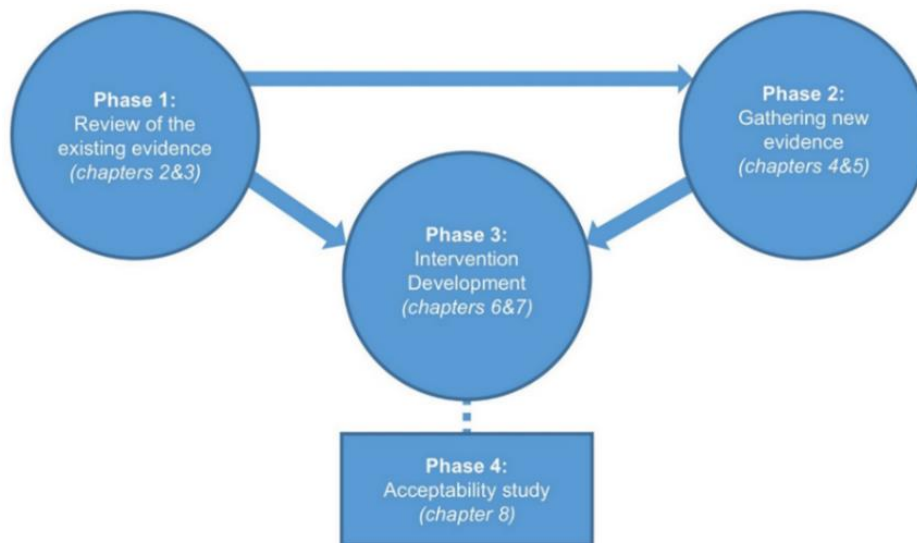 Phase 1:
Review of the
existing evidence
(chapters 2&3)
Phase 2:
Gathering new
evidence
(chapters 4&5)
Phase 3:
Intervention
Development
(chapters 6&7)
Phase 4:
Acceptability study
(chapter 8)